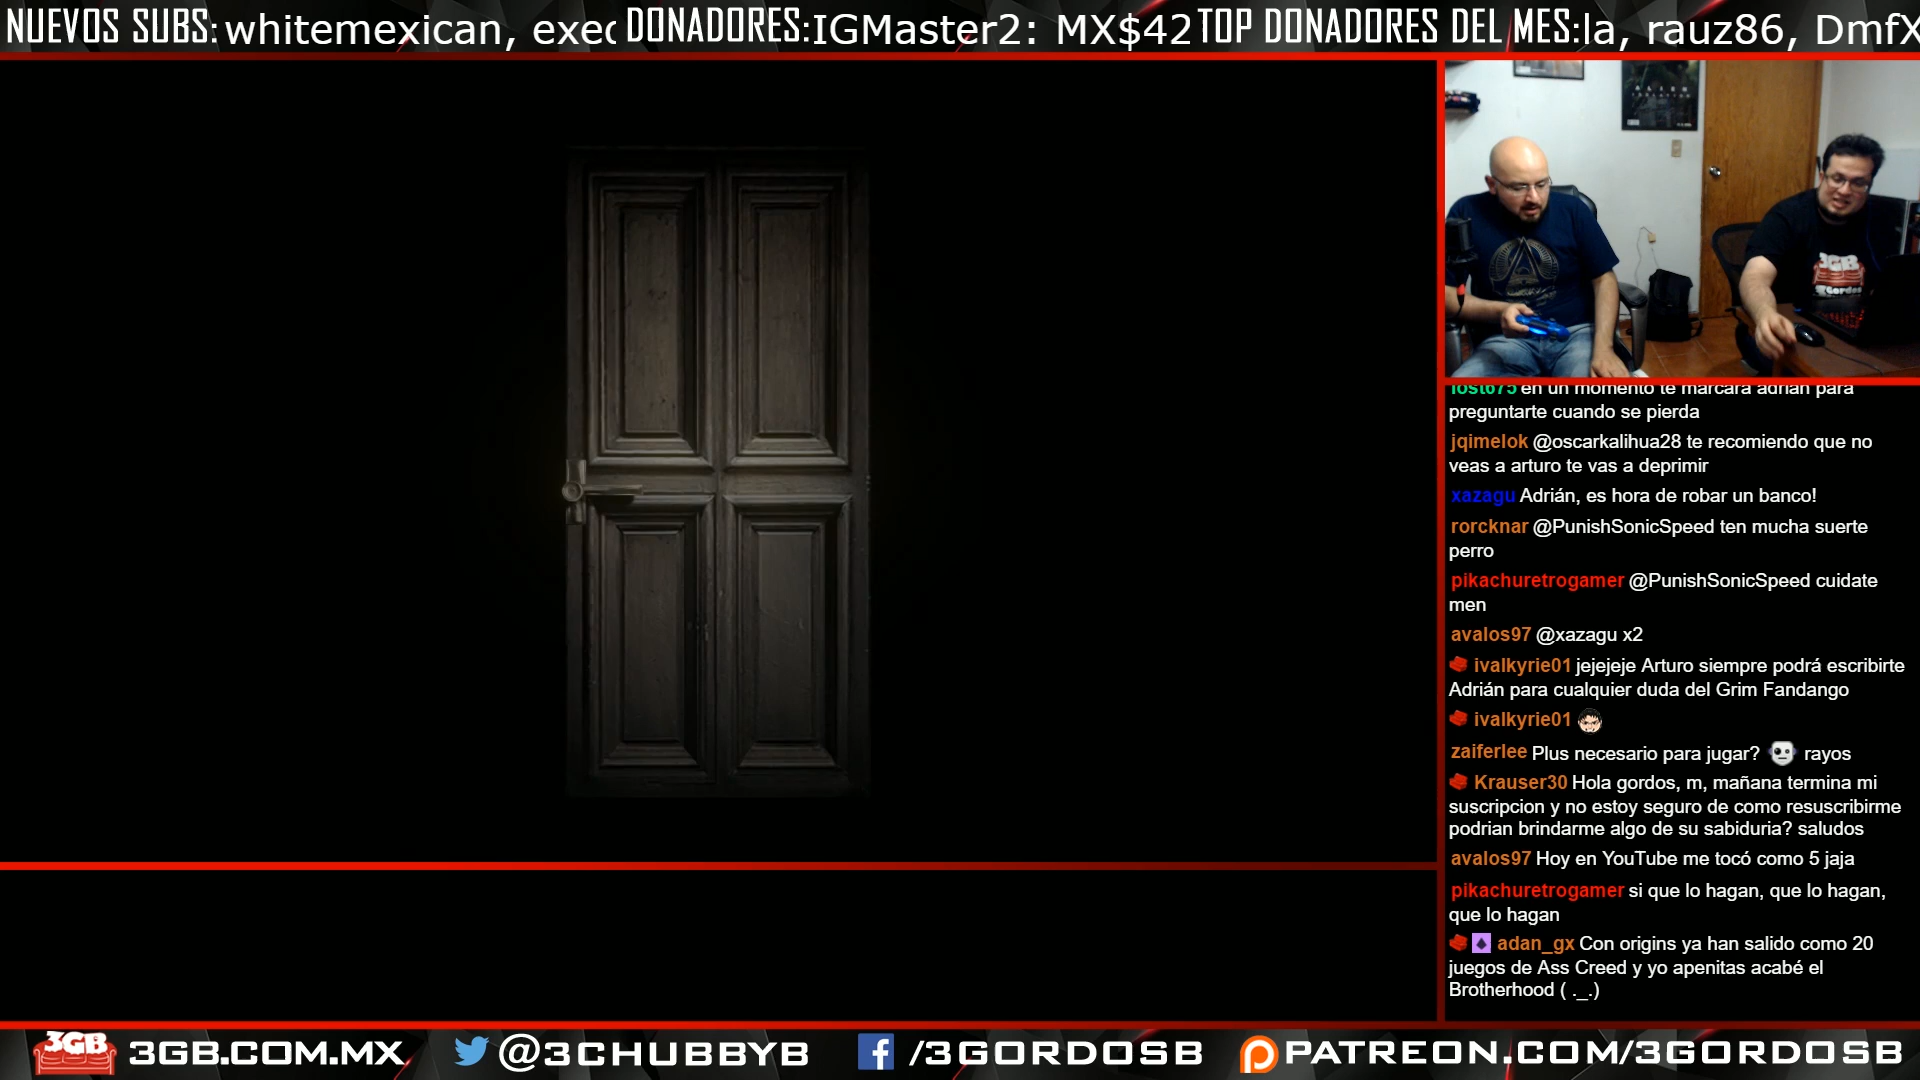 NUEVOS SUBS: whitemexican, exec DONADORES: IGMaster2: MX$42 TOP DONADORES DEL MES: la, rauz86, DmfX
ALIEN
3GB
Gordos
lost675 en un momento te marcara adrian para
preguntarte cuando se pierda
jqimelok @oscarkalihua28 te recomiendo que no
veas a arturo te vas a deprimir
xazagu Adrián, es hora de robar un banco!
rorcknar @PunishSonicSpeed ten mucha suerte
perro
pikachuretrogamer @PunishSonicSpeed cuidate
men
avalos97 @xazagu x2
ivalkyrie01 jejejeje Arturo siempre podrá escribirte
Adrián para cualquier duda del Grim Fandango
ivalkyrie01
zaiferlee Plus necesario para jugar? rayos
Krauser30 Hola gordos, m, mañana termina mi
suscripcion y no estoy seguro de como resuscribirme
podrian brindarme algo de su sabiduria? saludos
avalos97 Hoy en YouTube me tocó como 5 jaja
pikachuretrogamer si que lo hagan, que lo hagan,
que lo hagan
adan_gx Con origins ya han salido como 20
juegos de Ass Creed y yo apenitas acabé el
Brotherhood ( ._.)
3GB 3GB.COM.MX @3CHUBBYB /3GORDOSB PATREON.COM/3GORDOSB